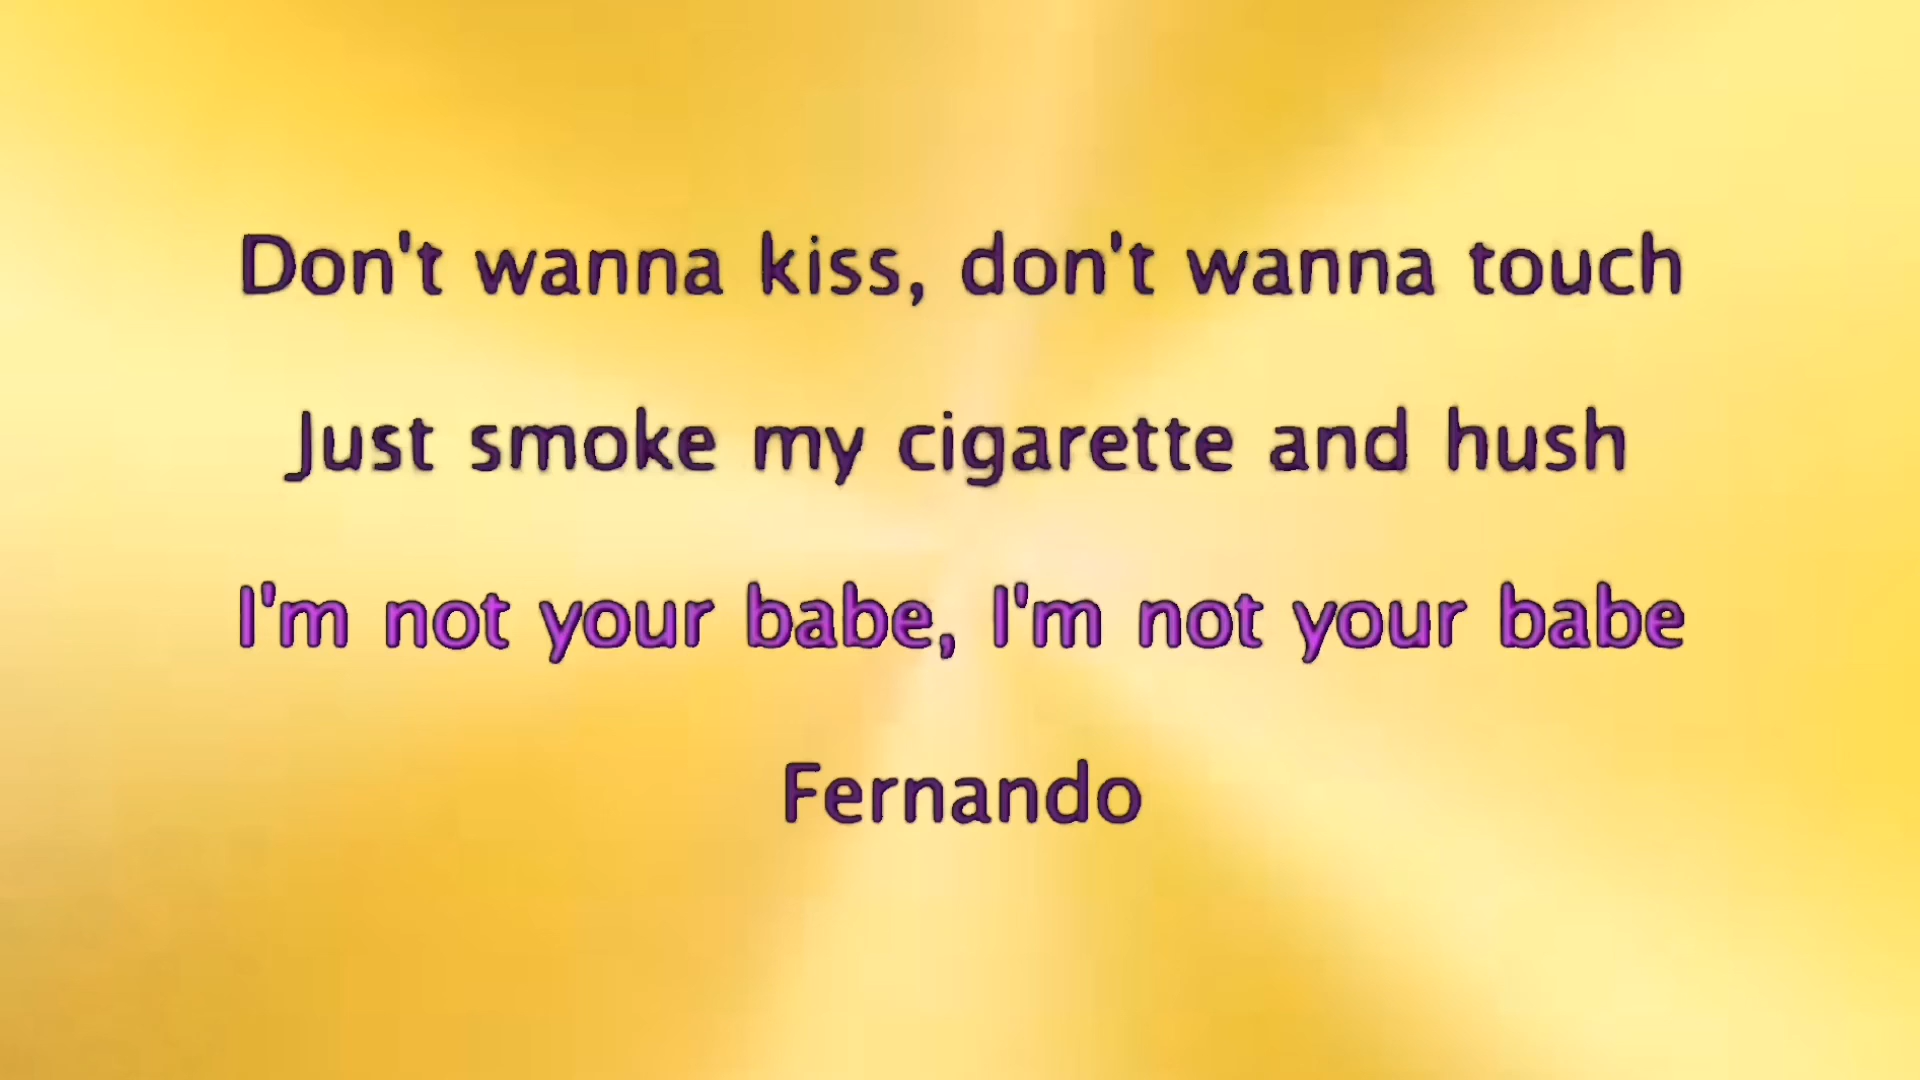 Don't wanna kiss, don't wanna touch
Just smoke my cigarette and hush
I'm not your babe, I'm not your babe
Fernando